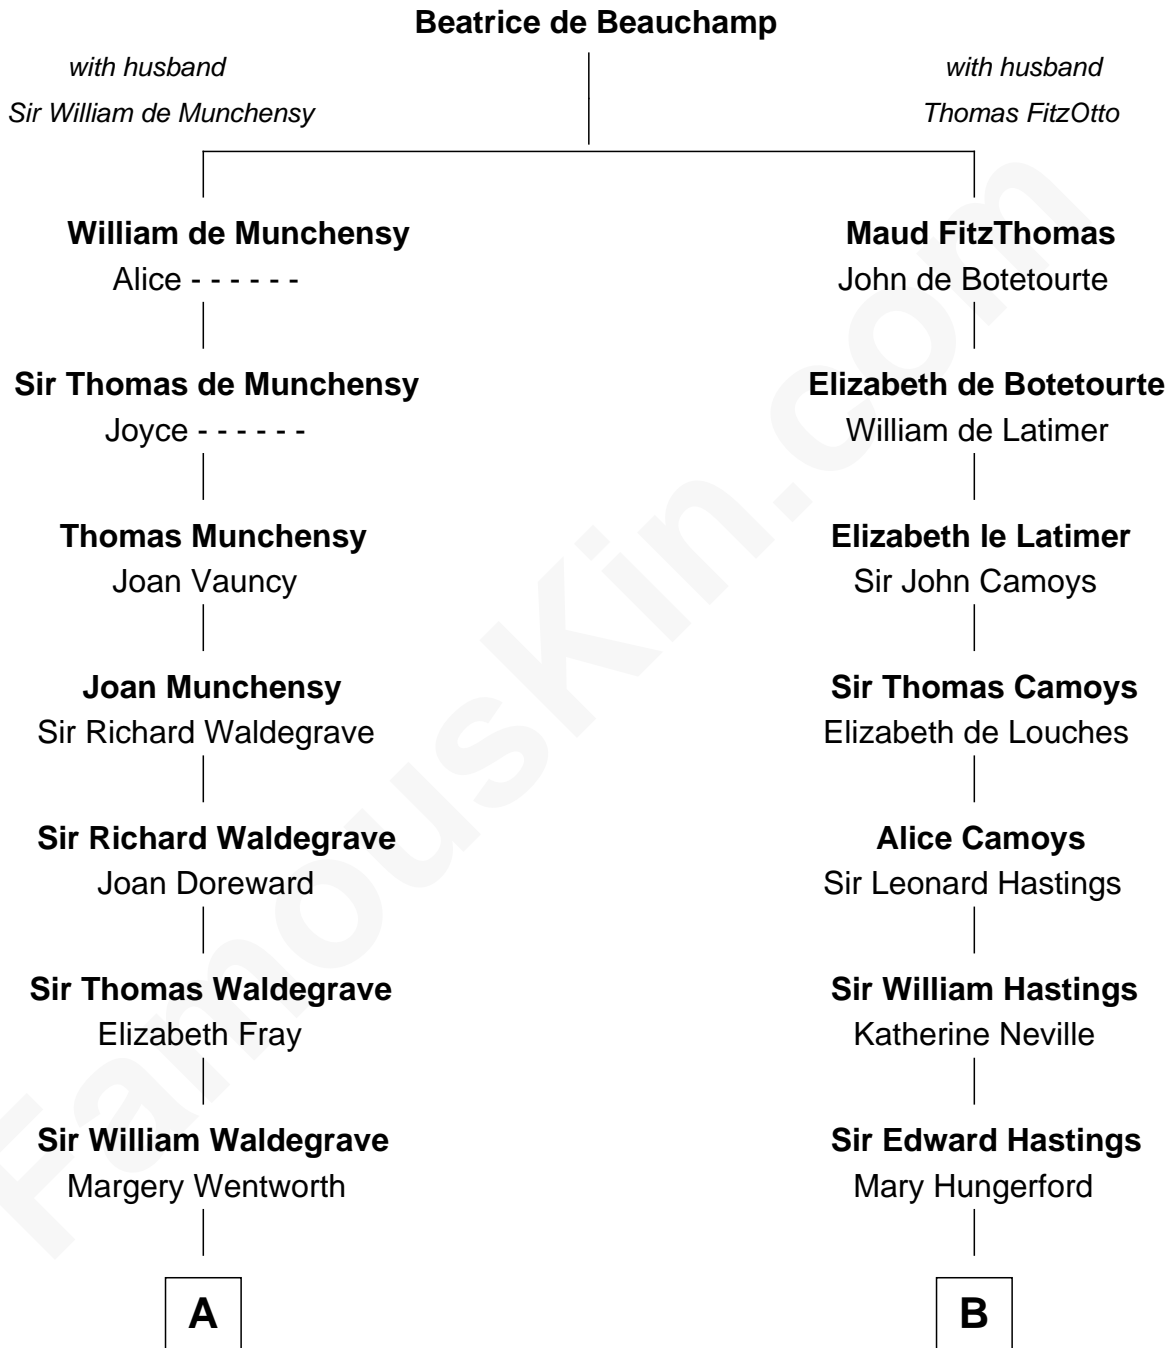 Beatrice de Beauchamp
with husband
Sir William de Munchensy
with husband
Thomas FitzOtto
William de Munchensy
Alice - - - - - -
Maud FitzThomas
John de Botetourte
Sir Thomas de Munchensy
Joyce - - - - - -
Elizabeth de Botetourte
William de Latimer
Thomas Munchensy
Joan Vauncy
Elizabeth le Latimer
Sir John Camoys
Joan Munchensy
Sir Richard Waldegrave
Sir Thomas Camoys
Elizabeth de Louches
Sir Richard Waldegrave
Joan Doreward
Alice Camoys
Sir Leonard Hastings
Sir Thomas Waldegrave
Elizabeth Fray
Sir William Hastings
Katherine Neville
Sir William Waldegrave
Margery Wentworth
Sir Edward Hastings
Mary Hungerford
A
B
FamousKin.com